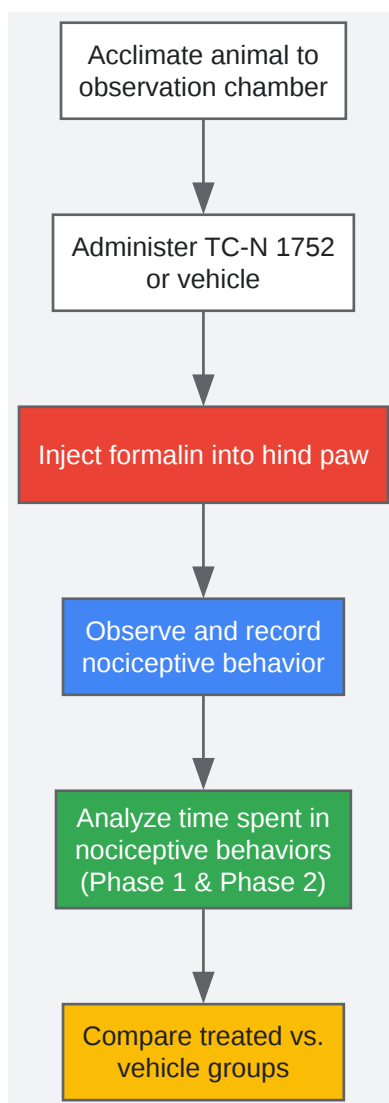 Acclimate animal to
observation chamber
Administer TC-N 1752
or vehicle
Inject formalin into hind paw
Observe and record
nociceptive behavior
Analyze time spent in
nociceptive behaviors
(Phase 1 & Phase 2)
Compare treated vs.
vehicle groups